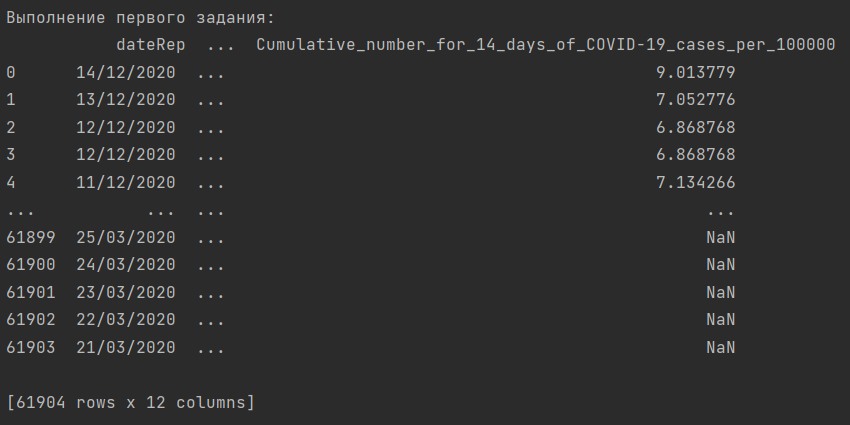 Выполнение первого задания:
dateRep ... Cumulative_number_for_14_days_of_COVID-19_cases_per_100000
0 14/12/2020 ... 9.013779
1 13/12/2020 ... 7.052776
2 12/12/2020 ... 6.868768
3 12/12/2020 ... 6.868768
4 11/12/2020 ... 7.134266
... ... ... ...
61899 25/03/2020 ... NaN
61900 24/03/2020 ... NaN
61901 23/03/2020 ... NaN
61902 22/03/2020 ... NaN
61903 21/03/2020 ... NaN
[61904 rows x 12 columns]